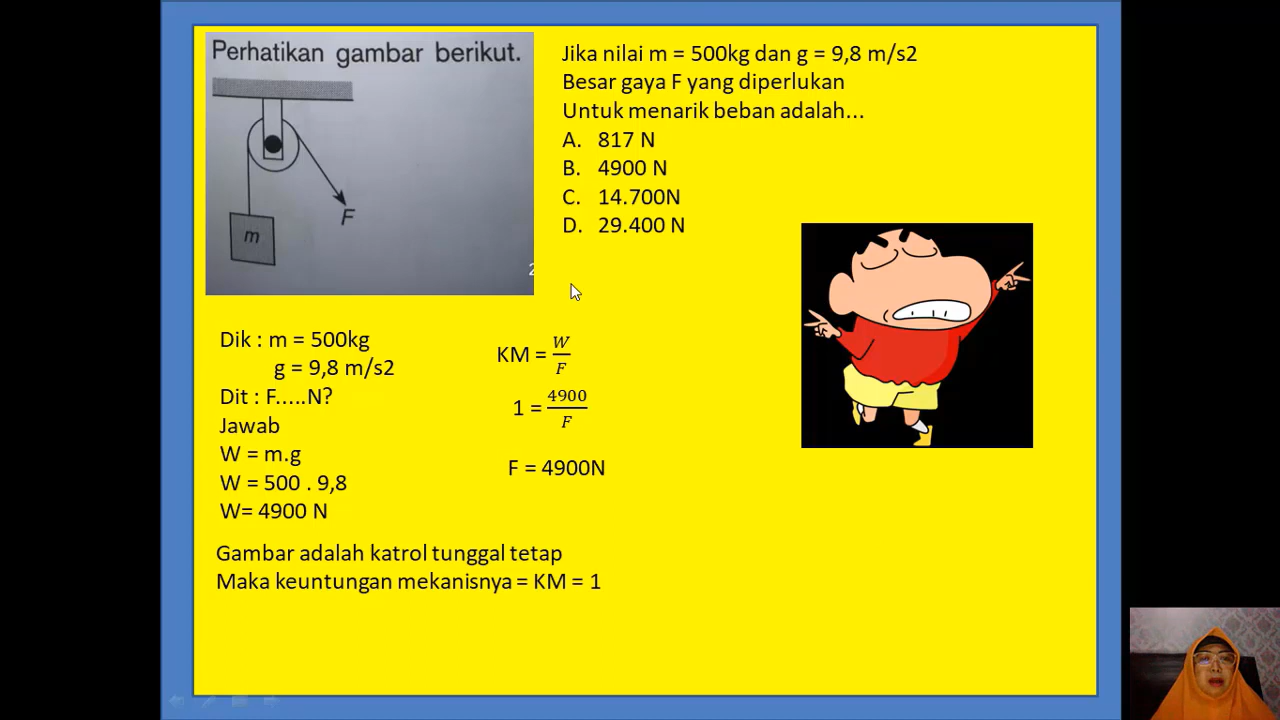 Perhatikan gambar berikut.
F
m
2
Jika nilai m = 500kg dan g = 9,8 m/s2
Besar gaya F yang diperlukan
Untuk menarik beban adalah...
A. 817 N
B. 4900 N
C. 14.700N
D. 29.400 N
Dik : m = 500kg
g = 9,8 m/s2
Dit : F.....N?
Jawab
W = m.g
W = 500 . 9,8
W= 4900 N
KM = W/F
1 = 4900/F
F = 4900N
Gambar adalah katrol tunggal tetap
Maka keuntungan mekanisnya = KM = 1